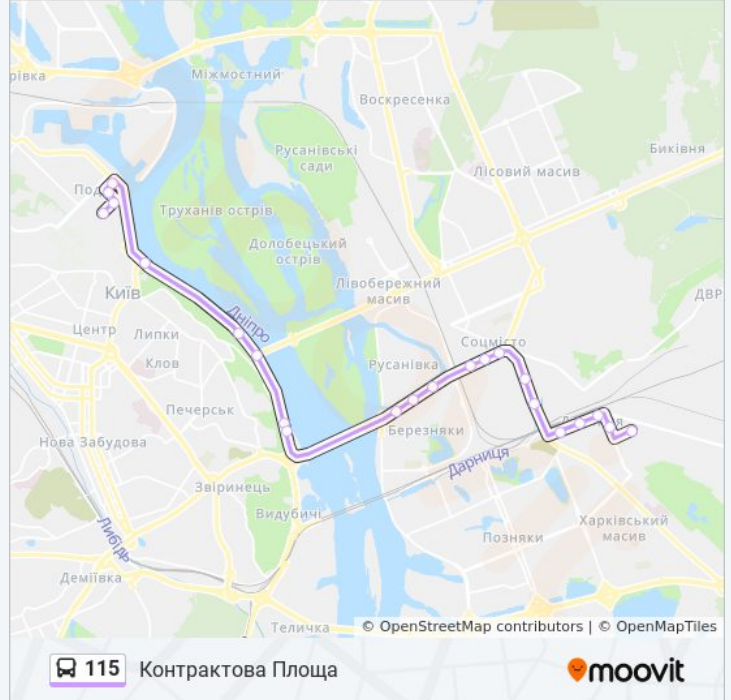 рівка
Міжмостний
Воскресенка
Русанівські
сади
Биківня
Лісовий масив
Под
Труханів острів
Долобецький
острів
Лівобережний
масив
Київ
ДВР
Дніпро
Центр
Липки
Соцмісто
Клов
Русанівка
Печерськ
Березняки
Нова Забудова
Дарниця
Звіринець
Видубичі
Харківський
масив
Либідь
Позняки
Деміївка
Теличка
© OpenStreetMap contributors | © OpenMapTiles
115 Контрактова Площа
moovit